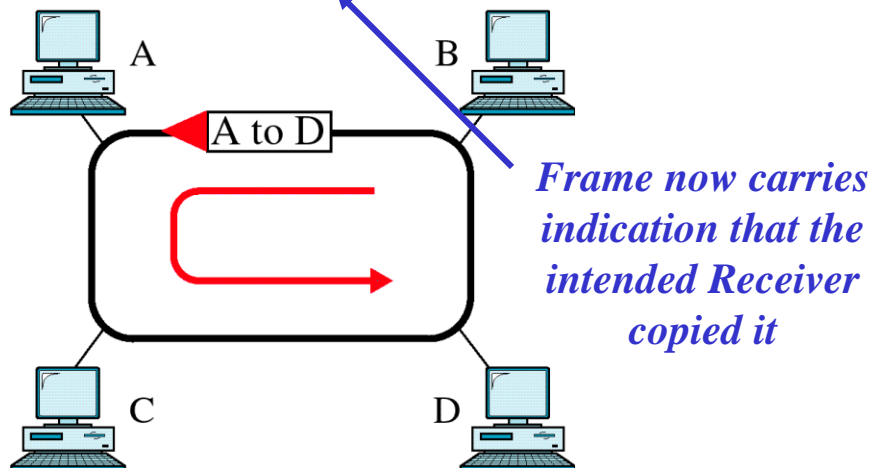 A
B
A to D
Frame now carries
indication that the
intended Receiver
copied it
C
D